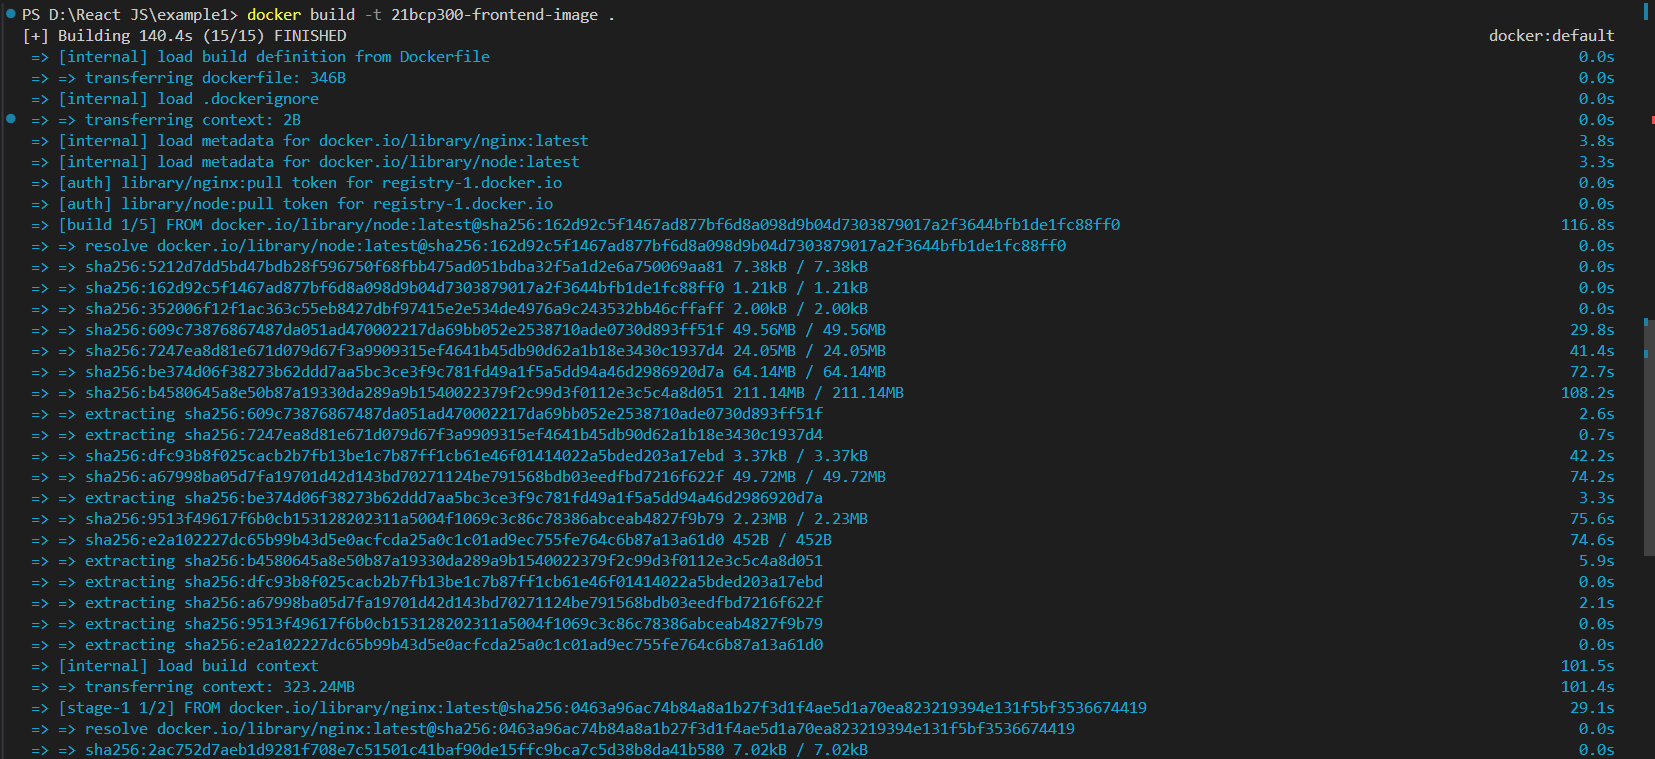 PS D:\React JS\example1> docker build -t 21bcp300-frontend-image .
[+] Building 140.4s (15/15) FINISHED docker:default
=> [internal] load build definition from Dockerfile 0.0s
=> => transferring dockerfile: 346B 0.0s
=> [internal] load .dockerignore 0.0s
=> => transferring context: 2B 0.0s
=> [internal] load metadata for docker.io/library/nginx:latest 3.8s
=> [internal] load metadata for docker.io/library/node:latest 3.3s
=> [auth] library/nginx:pull token for registry-1.docker.io 0.0s
=> [auth] library/node:pull token for registry-1.docker.io 0.0s
=> [build 1/5] FROM docker.io/library/node:latest@sha256:162d92c5f1467ad877bf6d8a098d9b04d7303879017a2f3644bfb1de1fc88ff0 116.8s
=> => resolve docker.io/library/node:latest@sha256:162d92c5f1467ad877bf6d8a098d9b04d7303879017a2f3644bfb1de1fc88ff0 0.0s
=> => sha256:5212d7dd5bd47bdb28f596750f68fbb475ad051bdba32f5a1d2e6a750069aa81 7.38kB / 7.38kB 0.0s
=> => sha256:162d92c5f1467ad877bf6d8a098d9b04d7303879017a2f3644bfb1de1fc88ff0 1.21kB / 1.21kB 0.0s
=> => sha256:352006f12f1ac363c55eb8427dbf97415e2e534de4976a9c243532bb46cffaff 2.00kB / 2.00kB 0.0s
=> => sha256:609c73876867487da051ad470002217da69bb052e2538710ade0730d893ff51f 49.56MB / 49.56MB 29.8s
=> => sha256:7247ea8d81e671d079d67f3a9909315ef4641b45db90d62a1b18e3430c1937d4 24.05MB / 24.05MB 41.4s
=> => sha256:be374d06f38273b62ddd7aa5bc3ce3f9c781fd49a1f5a5dd94a46d2986920d7a 64.14MB / 64.14MB 72.7s
=> => sha256:b4580645a8e50b87a19330da289a9b1540022379f2c99d3f0112e3c5c4a8d051 211.14MB / 211.14MB 108.2s
=> => extracting sha256:609c73876867487da051ad470002217da69bb052e2538710ade0730d893ff51f 2.6s
=> => extracting sha256:7247ea8d81e671d079d67f3a9909315ef4641b45db90d62a1b18e3430c1937d4 0.7s
=> => sha256:dfc93b8f025cacb2b7fb13be1c7b87ff1cb61e46f01414022a5bded203a17ebd 3.37kB / 3.37kB 42.2s
=> => sha256:a67998ba05d7fa19701d42d143bd70271124be791568bdb03eedfbd7216f622f 49.72MB / 49.72MB 74.2s
=> => extracting sha256:be374d06f38273b62ddd7aa5bc3ce3f9c781fd49a1f5a5dd94a46d2986920d7a 3.3s
=> => sha256:9513f49617f6b0cb153128202311a5004f1069c3c86c78386abceab4827f9b79 2.23MB / 2.23MB 75.6s
=> => sha256:e2a102227dc65b99b43d5e0acfcda25a0c1c01ad9ec755fe764c6b87a13a61d0 452B / 452B 74.6s
=> => extracting sha256:b4580645a8e50b87a19330da289a9b1540022379f2c99d3f0112e3c5c4a8d051 5.9s
=> => extracting sha256:dfc93b8f025cacb2b7fb13be1c7b87ff1cb61e46f01414022a5bded203a17ebd 0.0s
=> => extracting sha256:a67998ba05d7fa19701d42d143bd70271124be791568bdb03eedfbd7216f622f 2.1s
=> => extracting sha256:9513f49617f6b0cb153128202311a5004f1069c3c86c78386abceab4827f9b79 0.0s
=> => extracting sha256:e2a102227dc65b99b43d5e0acfcda25a0c1c01ad9ec755fe764c6b87a13a61d0 0.0s
=> [internal] load build context 101.5s
=> => transferring context: 323.24MB 101.4s
=> [stage-1 1/2] FROM docker.io/library/nginx:latest@sha256:0463a96ac74b84a8a1b27f3d1f4ae5d1a70ea823219394e131f5bf3536674419 29.1s
=> => resolve docker.io/library/nginx:latest@sha256:0463a96ac74b84a8a1b27f3d1f4ae5d1a70ea823219394e131f5bf3536674419 0.0s
=> => sha256:2ac752d7aeb1d9281f708e7c51501c41baf90de15ffc9bca7c5d38b8da41b580 7.02kB / 7.02kB 0.0s